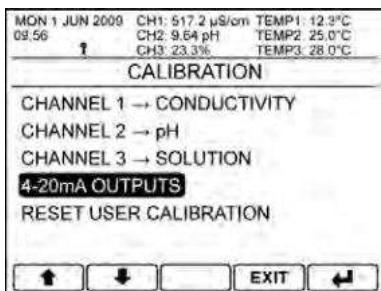 MON 1 JUN 2009 CH1: 517.2 µS/cm TEMP1: 12.3°C
09:56 CH2: 9.64 pH TEMP2: 25.0°C
CH3: 23.3% TEMP3: 28.0°C
CALIBRATION
CHANNEL 1 → CONDUCTIVITY
CHANNEL 2 → pH
CHANNEL 3 → SOLUTION
4-20mA OUTPUTS
RESET USER CALIBRATION
EXIT